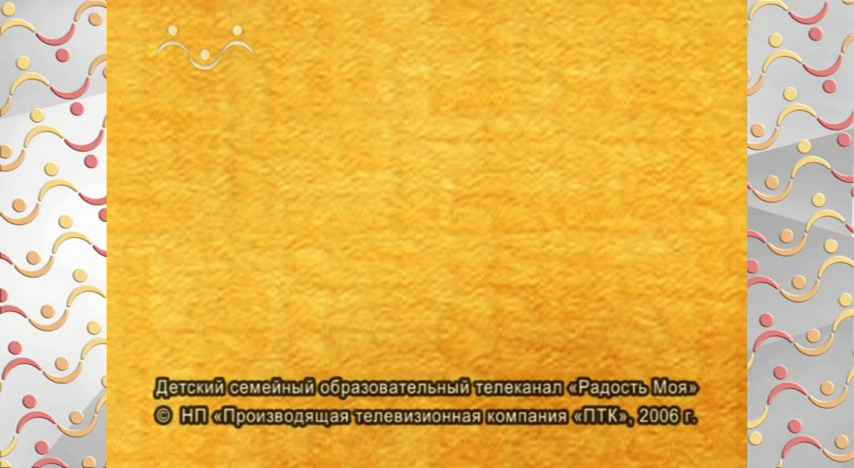 Детский семейный образовательный телеканал «Радость Моя»
© НП «Производящая телевизионная компания «ПТК», 2006 г.